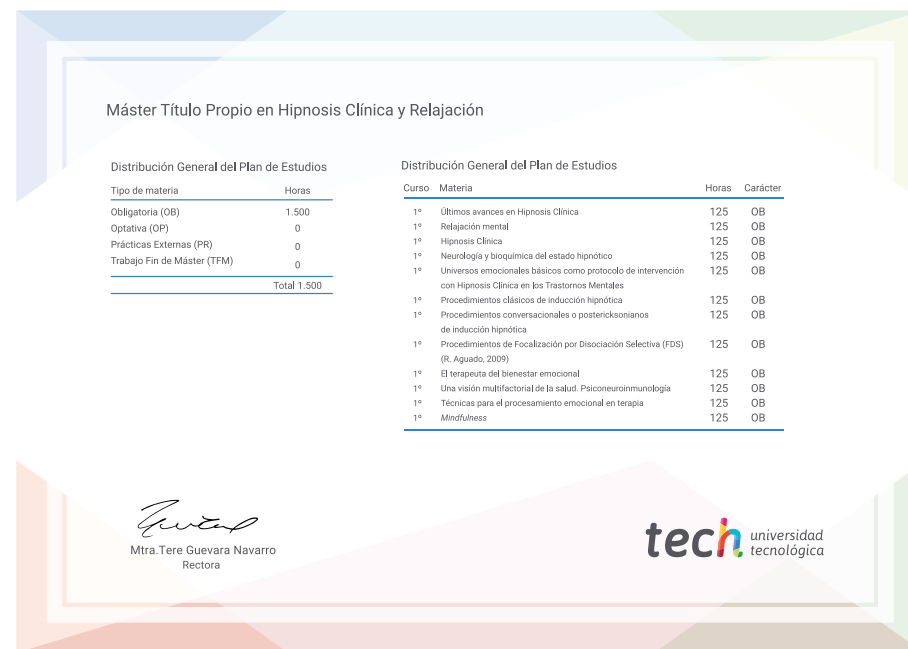 Máster Título Propio en Hipnosis Clínica y Relajación
Distribución General del Plan de Estudios
Tipo de materia Horas
Obligatoria (OB) 1.500
Optativa (OP) 0
Prácticas Externas (PR) 0
Trabajo Fin de Máster (TFM) 0
Total 1.500
Distribución General del Plan de Estudios
Curso Materia Horas Carácter
1º Últimos avances en Hipnosis Clínica 125 OB
1º Relajación mental 125 OB
1º Hipnosis Clínica 125 OB
1º Neurología y bioquímica del estado hipnótico 125 OB
1º Universos emocionales básicos como protocolo de intervención 125 OB
con Hipnosis Clínica en los Trastornos Mentales
1º Procedimientos clásicos de inducción hipnótica 125 OB
1º Procedimientos conversacionales o postericksonianos 125 OB
de inducción hipnótica
1º Procedimientos de Focalización por Disociación Selectiva (FDS) 125 OB
(R. Aguado, 2009)
1º El terapeuta del bienestar emocional 125 OB
1º Una visión multifactorial de la salud. Psiconeuroinmunología 125 OB
1º Técnicas para el procesamiento emocional en terapia 125 OB
1º Mindfulness 125 OB
Mtra.Tere Guevara Navarro
Rectora
tech universidad
tecnológica